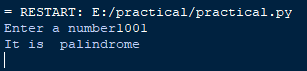 = RESTART: E:/practical/practical.py
Enter a number1001
It is  palindrome